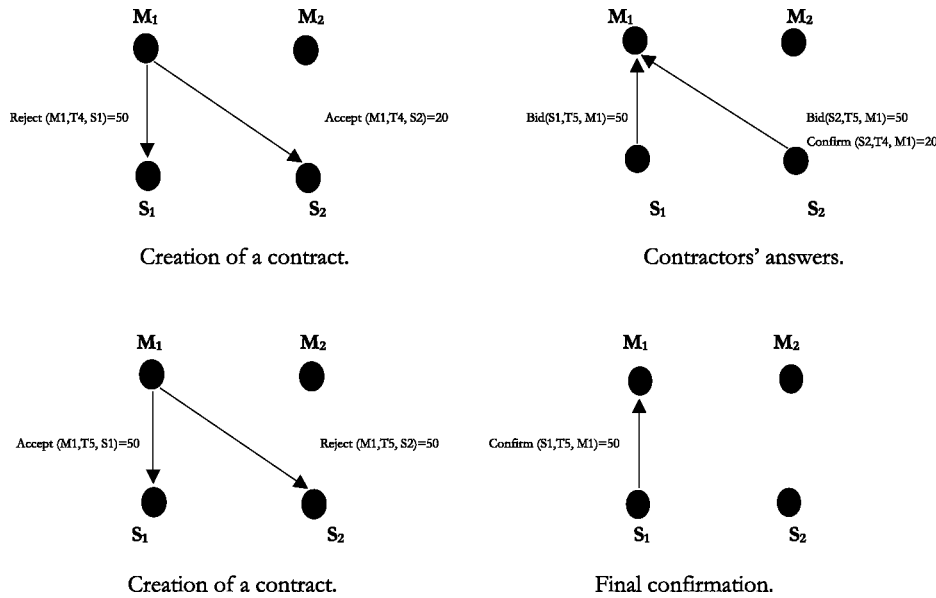 M1 M2
Reject (M1,T4, S1)=50 Accept (M1,T4, S2)=20
S1 S2
Creation of a contract.
M1 M2
Bid(S1,T5, M1)=50 Bid(S2,T5, M1)=50
Confirm (S2,T4, M1)=20
S1 S2
Contractors’ answers.
M1 M2
Accept (M1,T5, S1)=50 Reject (M1,T5, S2)=50
S1 S2
Creation of a contract.
M1 M2
Confirm (S1,T5, M1)=50
S1 S2
Final confirmation.